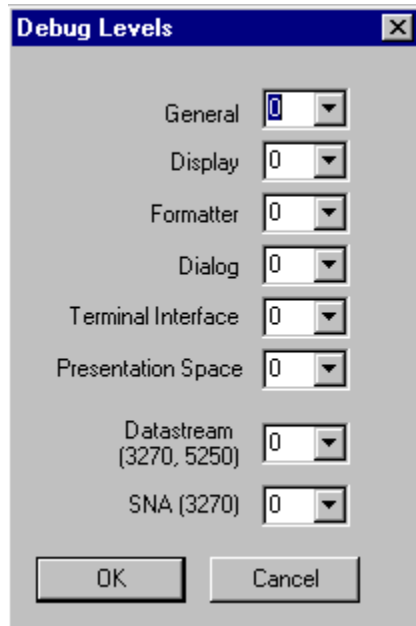 Debug Levels
General 0
Display 0
Formatter 0
Dialog 0
Terminal Interface 0
Presentation Space 0
Datastream
(3270, 5250) 0
SNA (3270) 0
OK Cancel